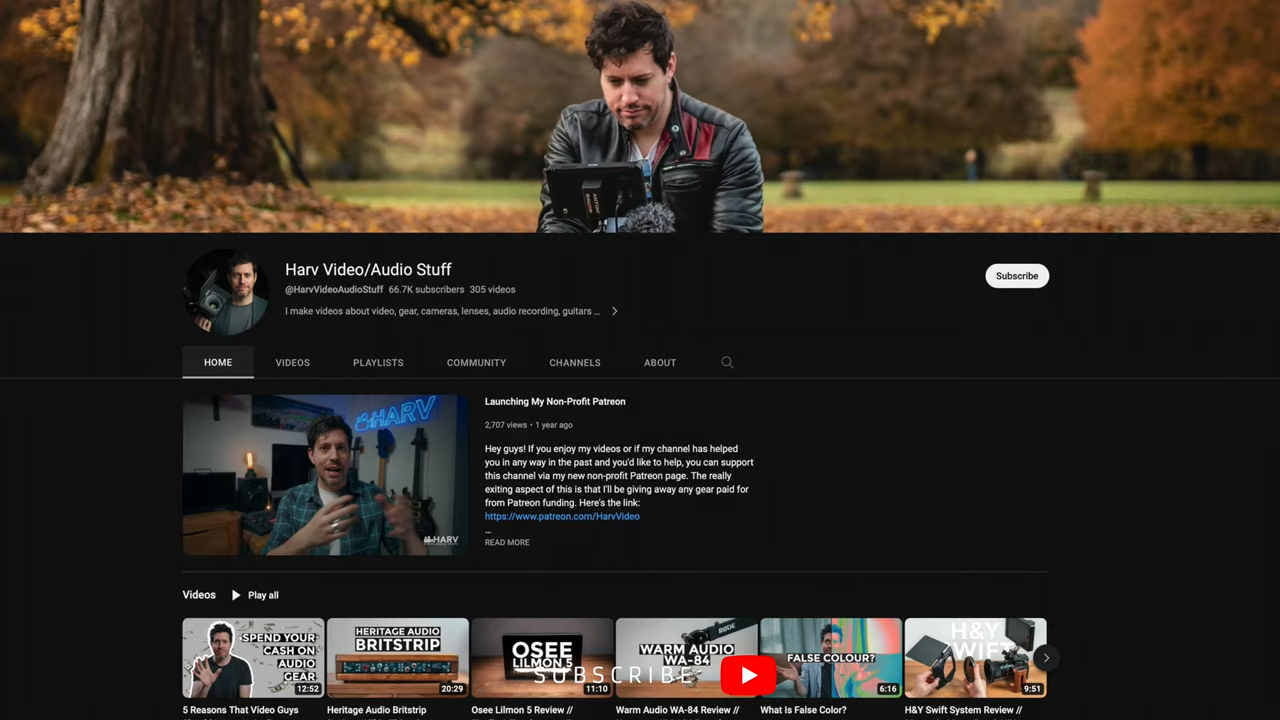 Harv Video/Audio Stuff
@HarvVideoAudioStuff 66.7K subscribers 305 videos
I make videos about video, gear, cameras, lenses, audio recording, guitars ...
Subscribe
HOME VIDEOS PLAYLISTS COMMUNITY CHANNELS ABOUT
HARV
HARV
Launching My Non-Profit Patreon
2,707 views • 1 year ago
Hey guys! If you enjoy my videos or if my channel has helped
you in any way in the past and you'd like to help, you can support
this channel via my new non-profit Patreon page. The really
exiting aspect of this is that I'll be giving away any gear paid for
from Patreon funding. Here's the link:
https://www.patreon.com/HarvVideo
...
READ MORE
Videos Play all
SPEND YOUR
CASH ON
AUDIO
GEAR
12:52
HERITAGE AUDIO
BRITSTRIP
20:29
OSEE
LILMON 5
11:10
RØDE
WARM AUDIO
WA-84
FALSE COLOUR?
6:16
H&Y
SWIFT
9:51
SUBSCRIBE
5 Reasons That Video Guys
Heritage Audio Britstrip
Osee Lilmon 5 Review //
Warm Audio WA-84 Review //
What Is False Color?
H&Y Swift System Review //